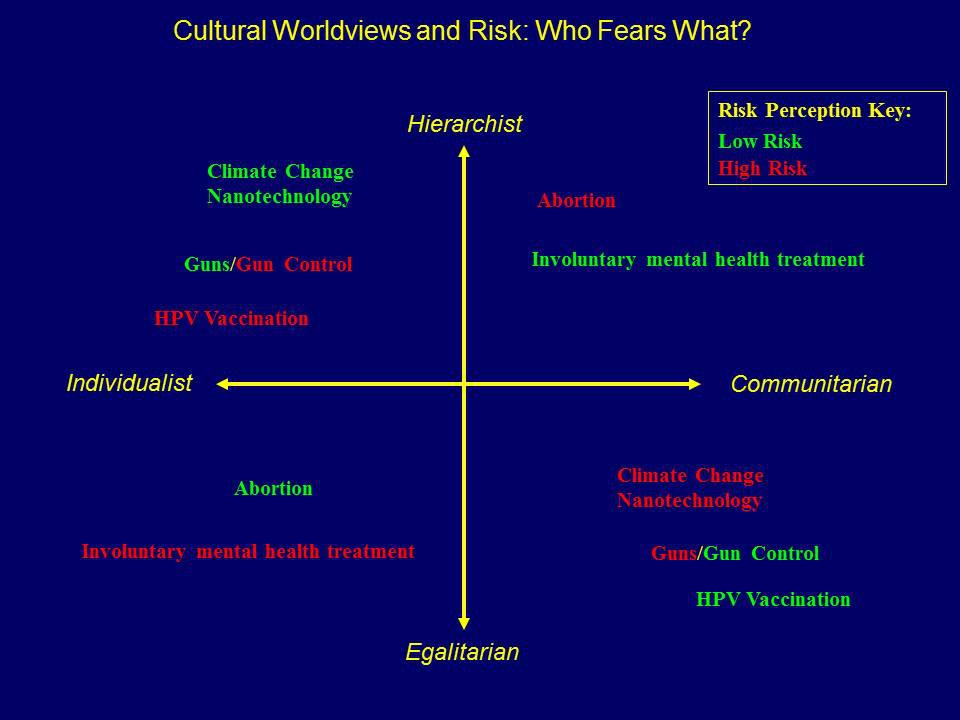 Cultural Worldviews and Risk: Who Fears What?
Risk Perception Key:
Low Risk
High Risk
Hierarchist
Climate Change
Nanotechnology
Guns/Gun Control
HPV Vaccination
Abortion
Involuntary mental health treatment
Individualist
Communitarian
Abortion
Involuntary mental health treatment
Climate Change
Nanotechnology
Guns/Gun Control
HPV Vaccination
Egalitarian